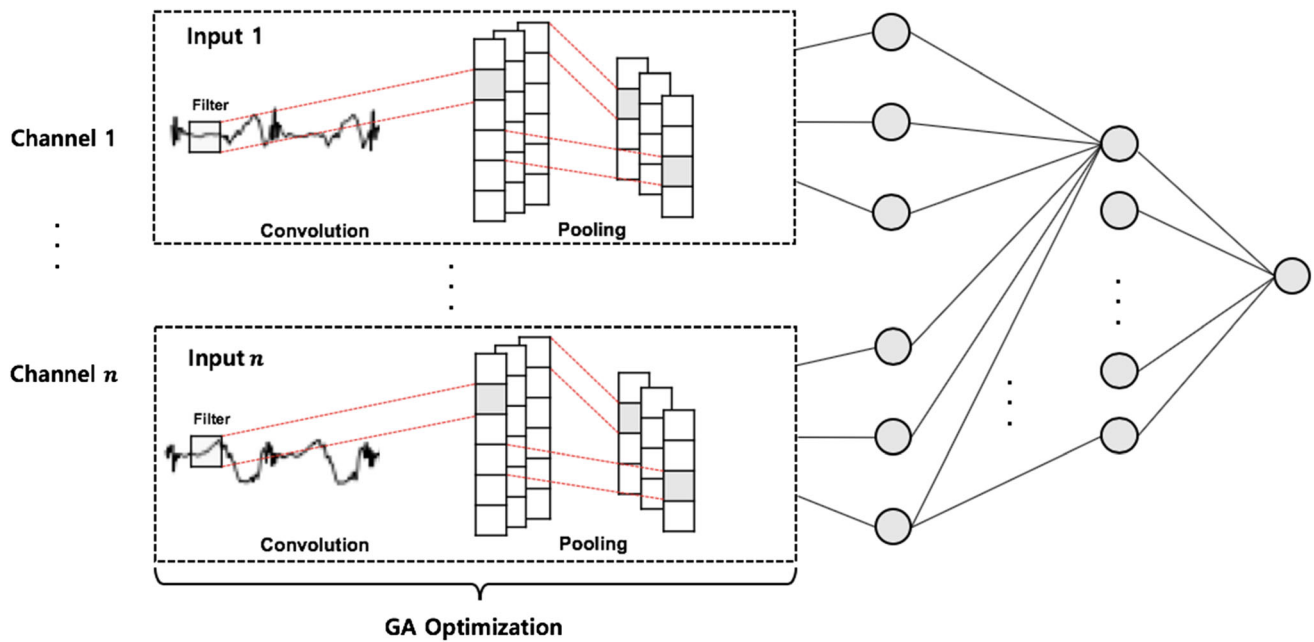 Input 1
Filter
Channel 1
Convolution
Pooling
Input n
Channel n
Filter
Convolution
Pooling
GA Optimization